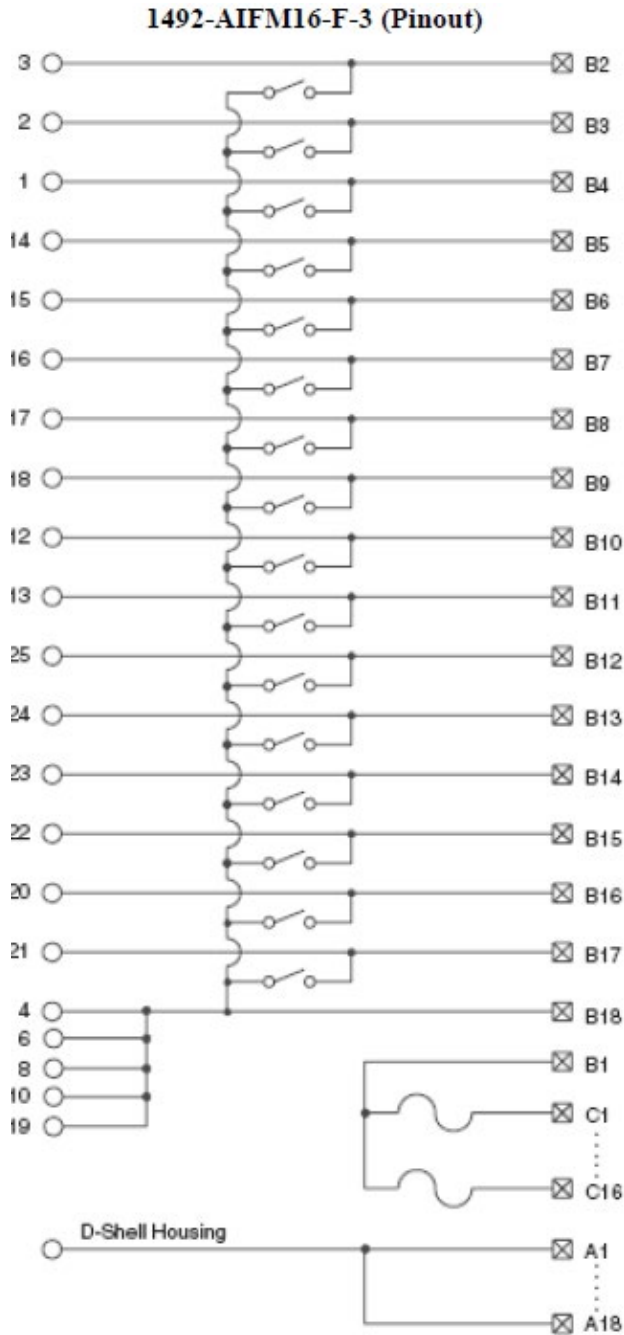 1492-AIFM16-F-3 (Pinout)
3 B2
2 B3
1 B4
14 B5
15 B6
16 B7
17 B8
18 B9
12 B10
13 B11
25 B12
24 B13
23 B14
22 B15
20 B16
21 B17
4 B18
6
8
B1
10
C1
19
C16
D-Shell Housing
A1
A18